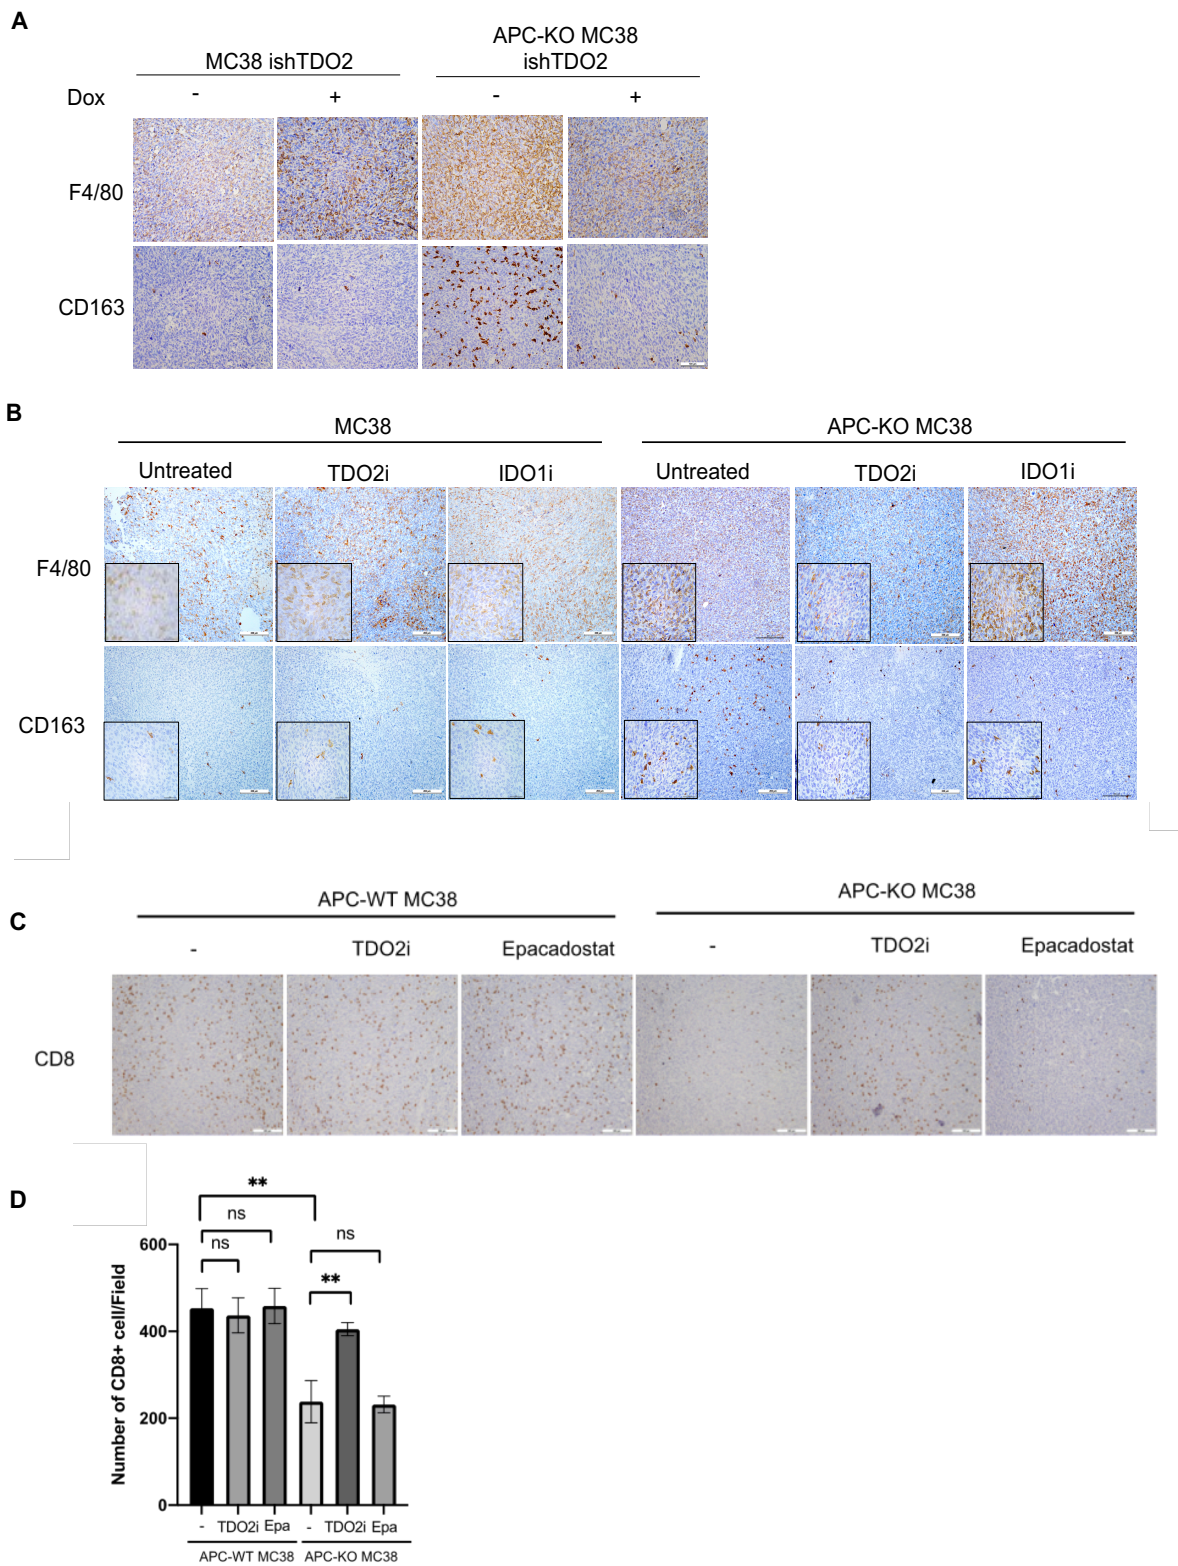 A
MC38 ishTDO2
APC-KO MC38
ishTDO2
Dox
- + - +
F4/80
CD163
B
MC38
APC-KO MC38
Untreated TDO2i IDO1i Untreated TDO2i IDO1i
F4/80
CD163
C
APC-WT MC38
APC-KO MC38
- TDO2i Epacadostat - TDO2i Epacadostat
CD8
D
**
ns
ns
ns
**
Number of CD8+ cell/Field
600
400
200
0
- TDO2i Epa - TDO2i Epa
APC-WT MC38 APC-KO MC38